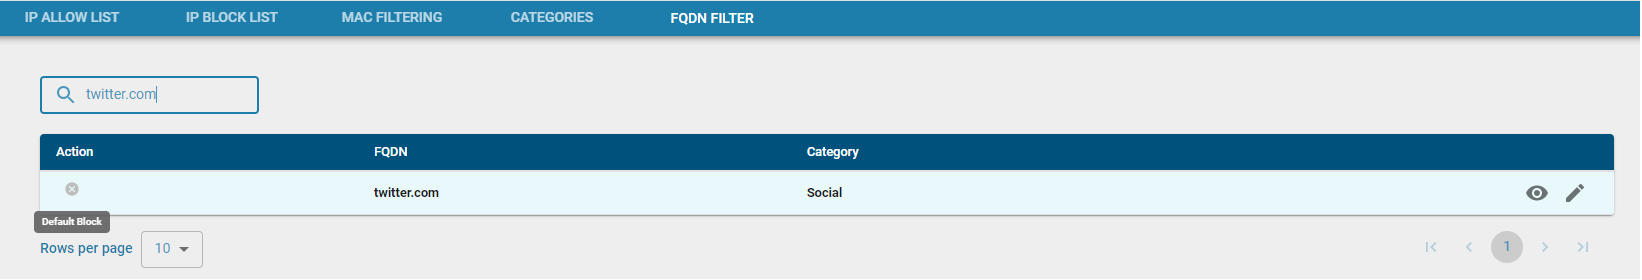 IP ALLOW LIST IP BLOCK LIST MAC FILTERING CATEGORIES FQDN FILTER
twitter.com
Action FQDN Category
twitter.com Social
Default Block
Rows per page 10 1